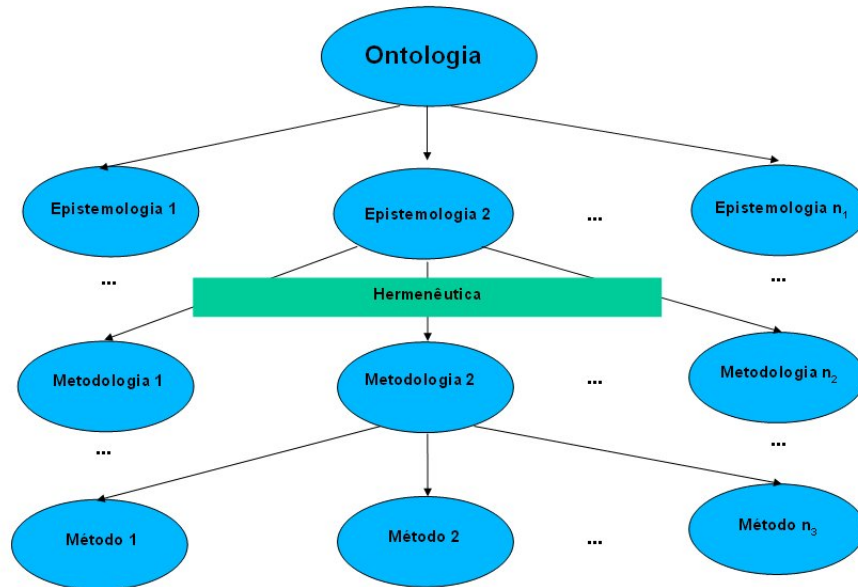 Ontologia
Epistemologia 1
Epistemologia 2
...
Epistemologia n₁
...
...
Hermenêutica
Metodologia 1
Metodologia 2
...
Metodologia n₂
...
...
Método 1
Método 2
...
Método n₃